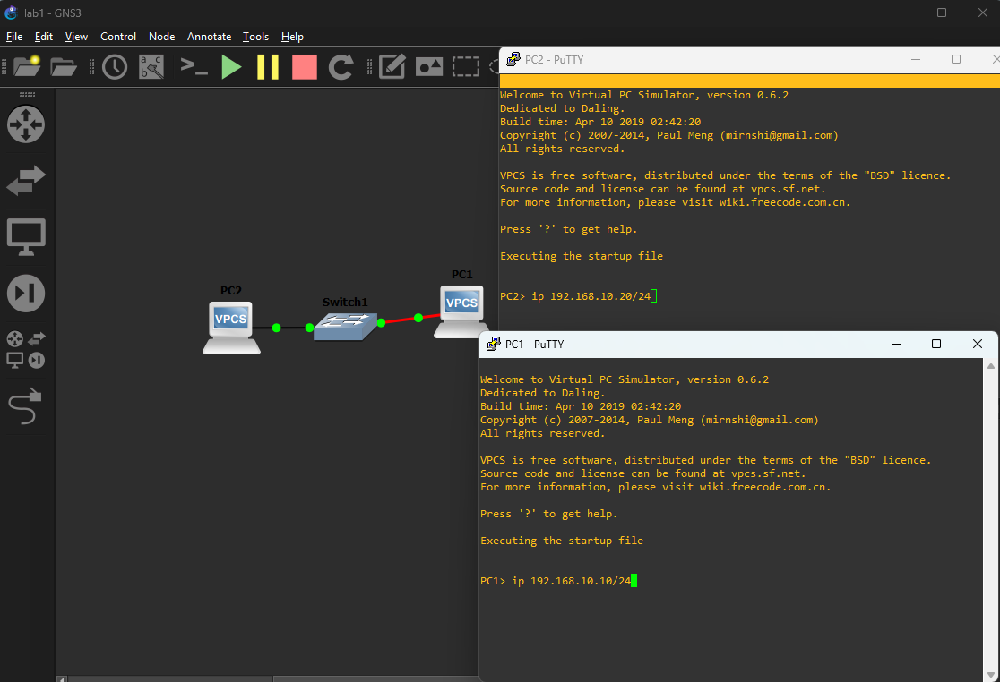 lab1 - GNS3
File Edit View Control Node Annotate Tools Help
PC2 - PuTTY
Welcome to Virtual PC Simulator, version 0.6.2
Dedicated to Daling.
Build time: Apr 10 2019 02:42:20
Copyright (c) 2007-2014, Paul Meng (mirnshi@gmail.com)
All rights reserved.
VPCS is free software, distributed under the terms of the "BSD" licence.
Source code and license can be found at vpcs.sf.net.
For more information, please visit wiki.freecode.com.cn.
Press '?' to get help.
Executing the startup file
PC2> ip 192.168.10.20/24
PC2
VPCS
Switch1
PC1
VPCS
PC1 - PuTTY
Welcome to Virtual PC Simulator, version 0.6.2
Dedicated to Daling.
Build time: Apr 10 2019 02:42:20
Copyright (c) 2007-2014, Paul Meng (mirnshi@gmail.com)
All rights reserved.
VPCS is free software, distributed under the terms of the "BSD" licence.
Source code and license can be found at vpcs.sf.net.
For more information, please visit wiki.freecode.com.cn.
Press '?' to get help.
Executing the startup file
PC1> ip 192.168.10.10/24